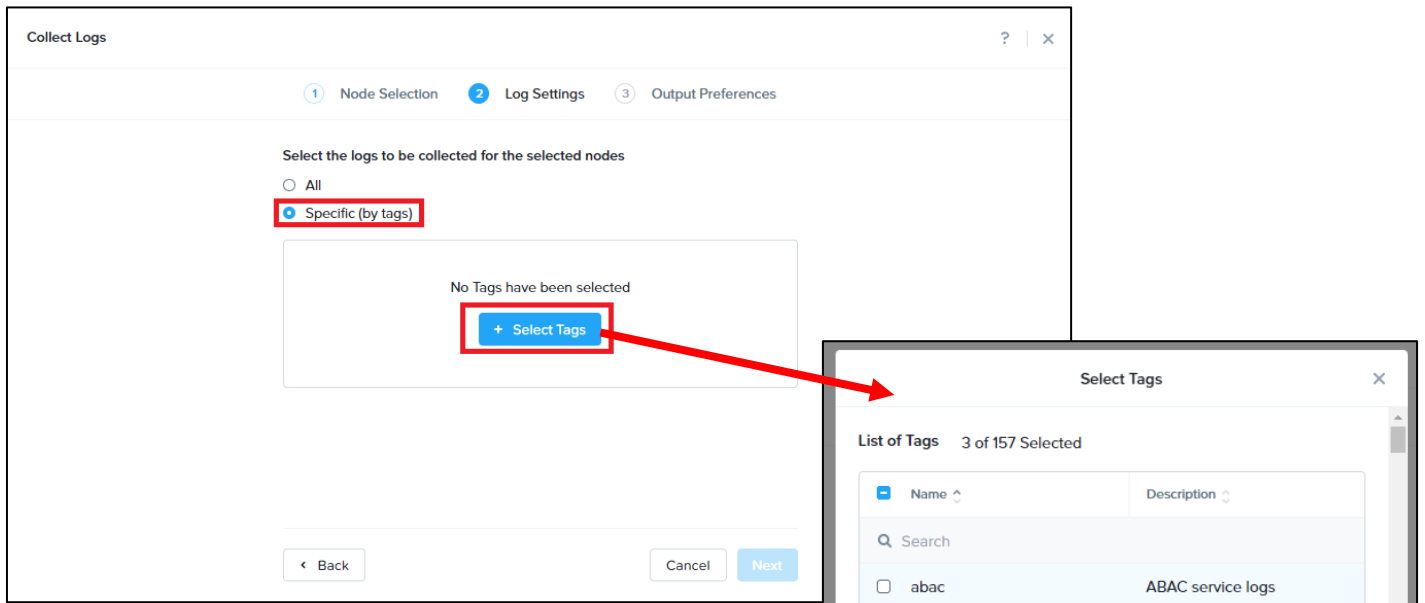 Collect Logs
?
1 Node Selection 2 Log Settings 3 Output Preferences
Select the logs to be collected for the selected nodes
All
Specific (by tags)
No Tags have been selected
+ Select Tags
Back Cancel Next
Select Tags
List of Tags 3 of 157 Selected
Name Description
Search
abac ABAC service logs